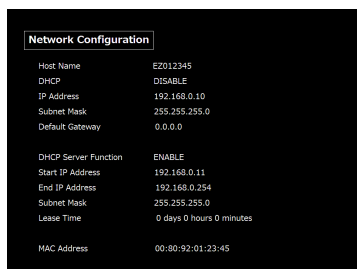 Network Configuration
Host Name EZ012345
DHCP DISABLE
IP Address 192.168.0.10
Subnet Mask 255.255.255.0
Default Gateway 0.0.0.0
DHCP Server Function ENABLE
Start IP Address 192.168.0.11
End IP Address 192.168.0.254
Subnet Mask 255.255.255.0
Lease Time 0 days 0 hours 0 minutes
MAC Address 00:80:92:01:23:45